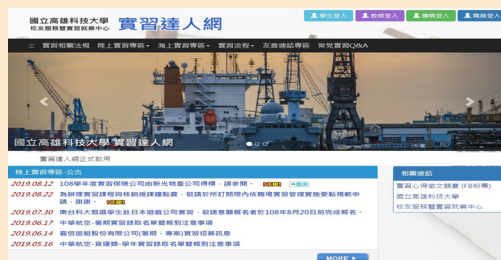 國立高雄科技大學 實習達人網
校友服務暨實習就業中心
學生登入 教師登入 機構登入 職員登入
::: 實習相關法規 陸上實習專區 海上實習專區 實習流程 友善連結專區 常見實習Q&A
國立高雄科技大學 實習達人網
實習達人網正式啟用
陸上實習專區-公告
2019.08.12 108學年度實習保險公司由新光物產公司得標，請參閱。
2019.08.22 為辦理實習課程與核銷授課鐘點費，敬請於所訂期限內依職場實習管理實施要點規範申
請，謝謝。
2019.07.30 南台科大甄選學生赴日本遊戲公司實習，敬請意願報名者於108年8月20日前完成報名。
2019.06.17 中華航空-暑期實習錄取名單暨報到注意事項
2019.06.14 嘉信遊艇股份有限公司(暑期、專案)實習招募訊息
2019.05.16 中華航空-貨運類-學年實習錄取名單暨報到注意事項
MORE
相關連結
實習心得徵文競賽 (FB粉專)
國立高雄科技大學
校友服務暨實習就業中心